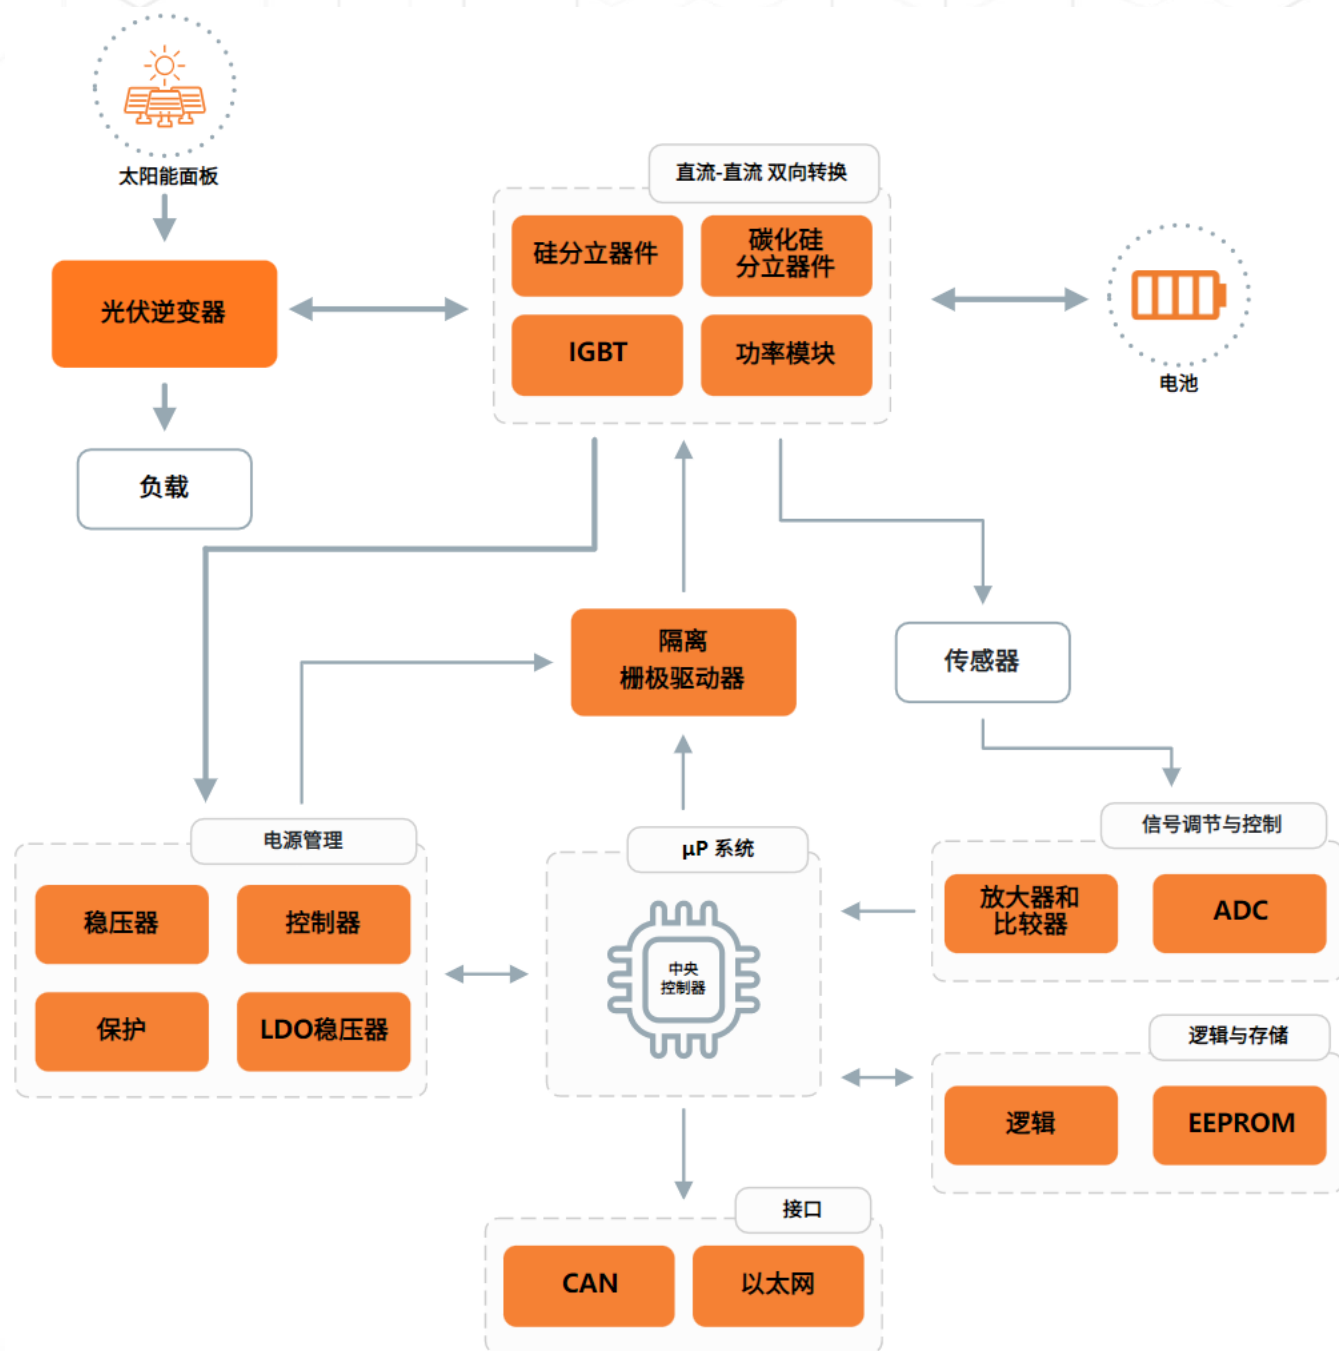 太阳能面板
直流-直流 双向转换
硅分立器件
碳化硅
分立器件
光伏逆变器
IGBT
功率模块
电池
负载
隔离
栅极驱动器
传感器
电源管理
µP 系统
信号调节与控制
稳压器
控制器
放大器和
比较器
ADC
中央
控制器
保护
LDO稳压器
逻辑与存储
逻辑
EEPROM
接口
CAN
以太网